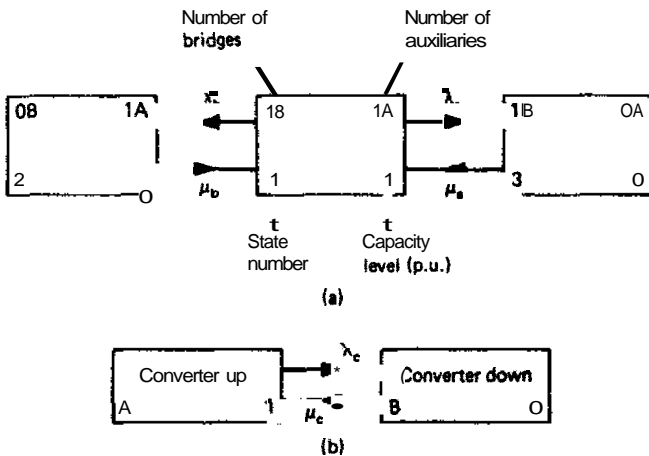 Number of bridges
Number of auxiliaries
0B 1A
1B 1A
1B 0A
μb
μa
2 0
1 1
3 0
State number
Capacity level (p.u.)
(a)
Converter up
λc
Converter down
A 1
μc
B 0
(b)